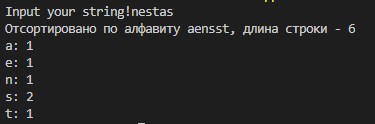 Input your string!nestas
Отсортировано по алфавиту aensst, длина строки - 6
a: 1
e: 1
n: 1
s: 2
t: 1